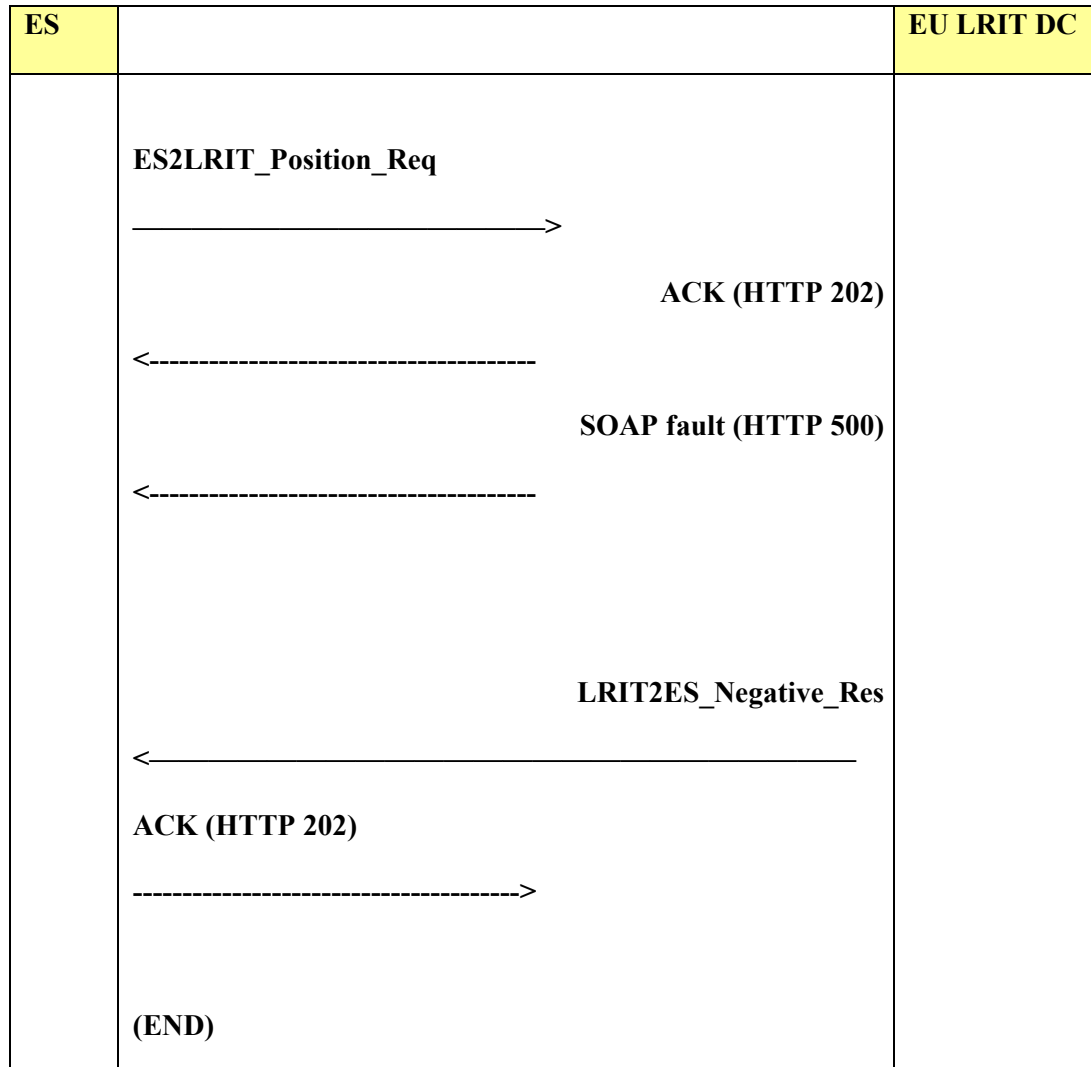 ES EU LRIT DC
ES2LRIT_Position_Req
————————————————>
ACK (HTTP 202)
<---------------------------------------
SOAP fault (HTTP 500)
<---------------------------------------
LRIT2ES_Negative_Res
<————————————————————————
ACK (HTTP 202)
--------------------------------------->
(END)